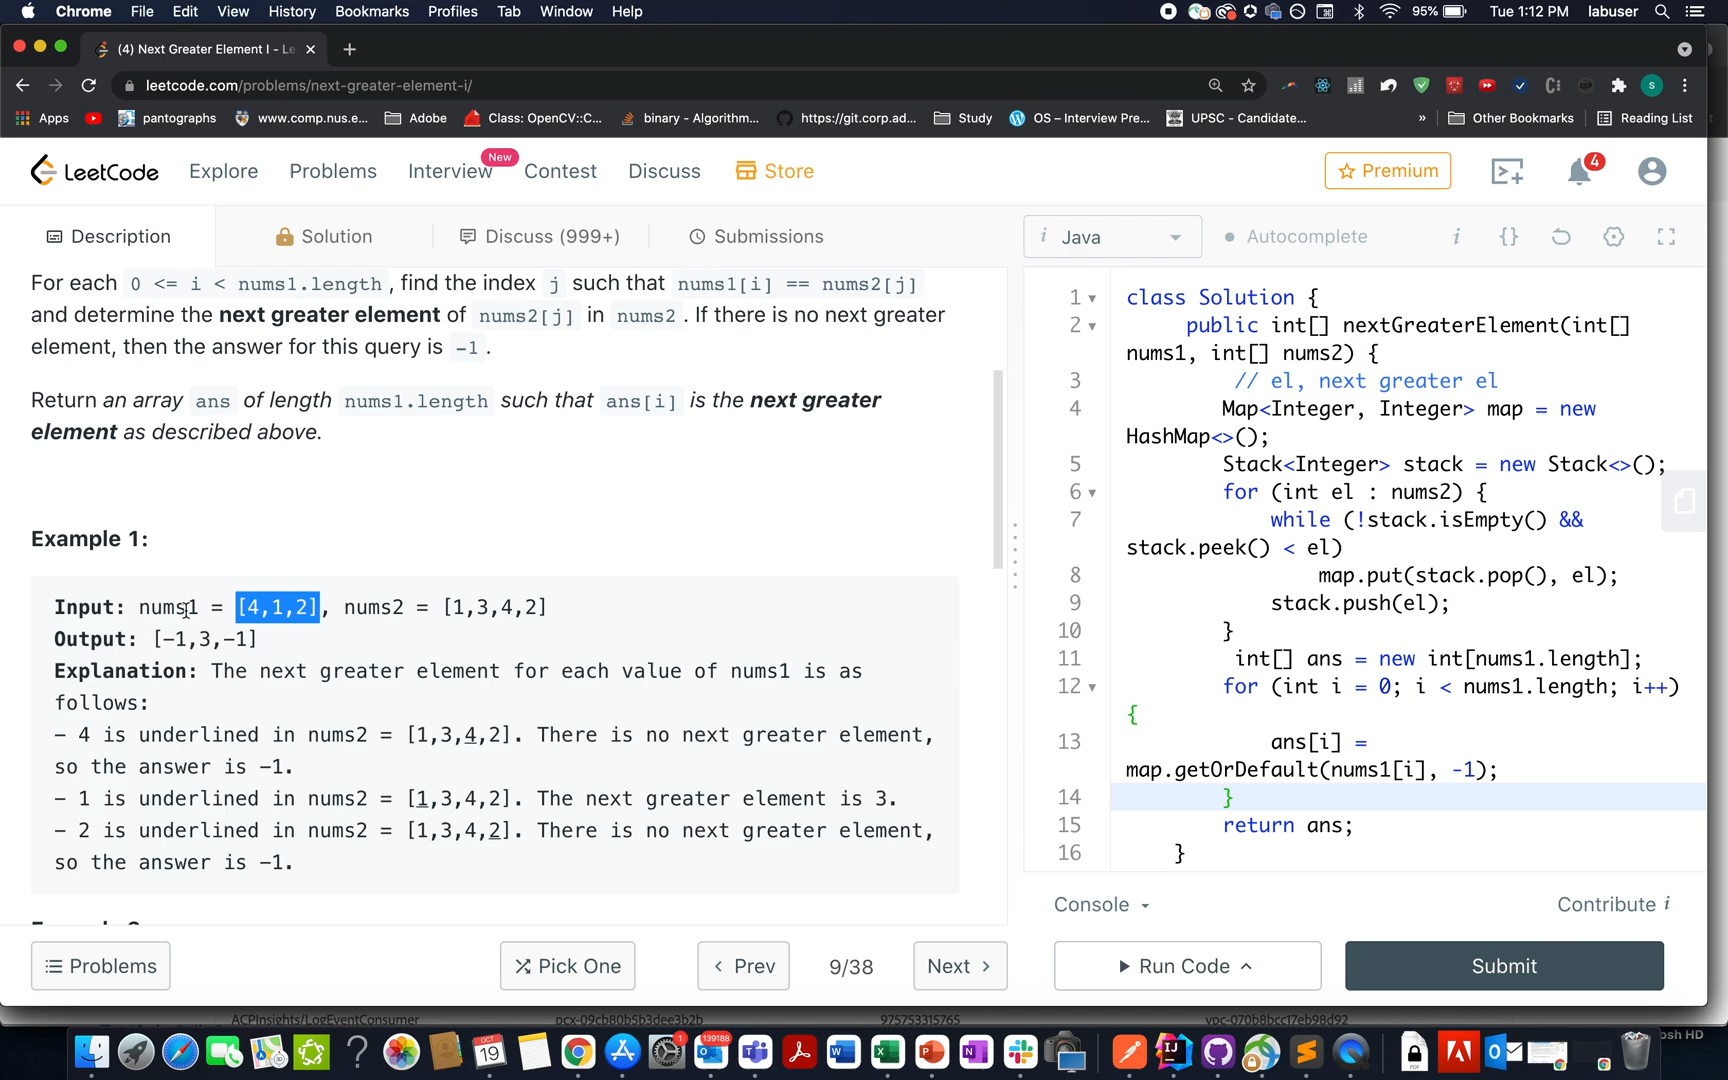 Chrome File Edit View History Bookmarks Profiles Tab Window Help 95% Tue 1:12 PM labuser
(4) Next Greater Element I - Le
leetcode.com/problems/next-greater-element-i/
Apps pantographs www.comp.nus.e... Adobe Class: OpenCV::C... binary - Algorithm... https://git.corp.ad... Study OS – Interview Pre... UPSC - Candidate... » Other Bookmarks Reading List
LeetCode Explore Problems Interview New Contest Discuss Store Premium 4
Description Solution Discuss (999+) Submissions
For each 0 <= i < nums1.length, find the index j such that nums1[i] == nums2[j]
and determine the next greater element of nums2[j] in nums2. If there is no next greater
element, then the answer for this query is -1.
Return an array ans of length nums1.length such that ans[i] is the next greater
element as described above.
Example 1:
Input: nums1 = [4,1,2], nums2 = [1,3,4,2]
Output: [-1,3,-1]
Explanation: The next greater element for each value of nums1 is as
follows:
- 4 is underlined in nums2 = [1,3,4,2]. There is no next greater element,
so the answer is -1.
- 1 is underlined in nums2 = [1,3,4,2]. The next greater element is 3.
- 2 is underlined in nums2 = [1,3,4,2]. There is no next greater element,
so the answer is -1.
Problems Pick One < Prev 9/38 Next >
i Java Autocomplete i {}
1 class Solution {
2 public int[] nextGreaterElement(int[]
nums1, int[] nums2) {
3 // el, next greater el
4 Map<Integer, Integer> map = new
HashMap<>();
5 Stack<Integer> stack = new Stack<>();
6 for (int el : nums2) {
7 while (!stack.isEmpty() &&
stack.peek() < el)
8 map.put(stack.pop(), el);
9 stack.push(el);
10 }
11 int[] ans = new int[nums1.length];
12 for (int i = 0; i < nums1.length; i++)
{
13 ans[i] =
map.getOrDefault(nums1[i], -1);
14 }
15 return ans;
16 }
Console Contribute i
Run Code Submit
ACPInsights/LogEventConsumer pcx-09cb80b5b3dee3b2b 975753315765 vpc-070b8bcc17eb98d92
OCT 19 139188 1